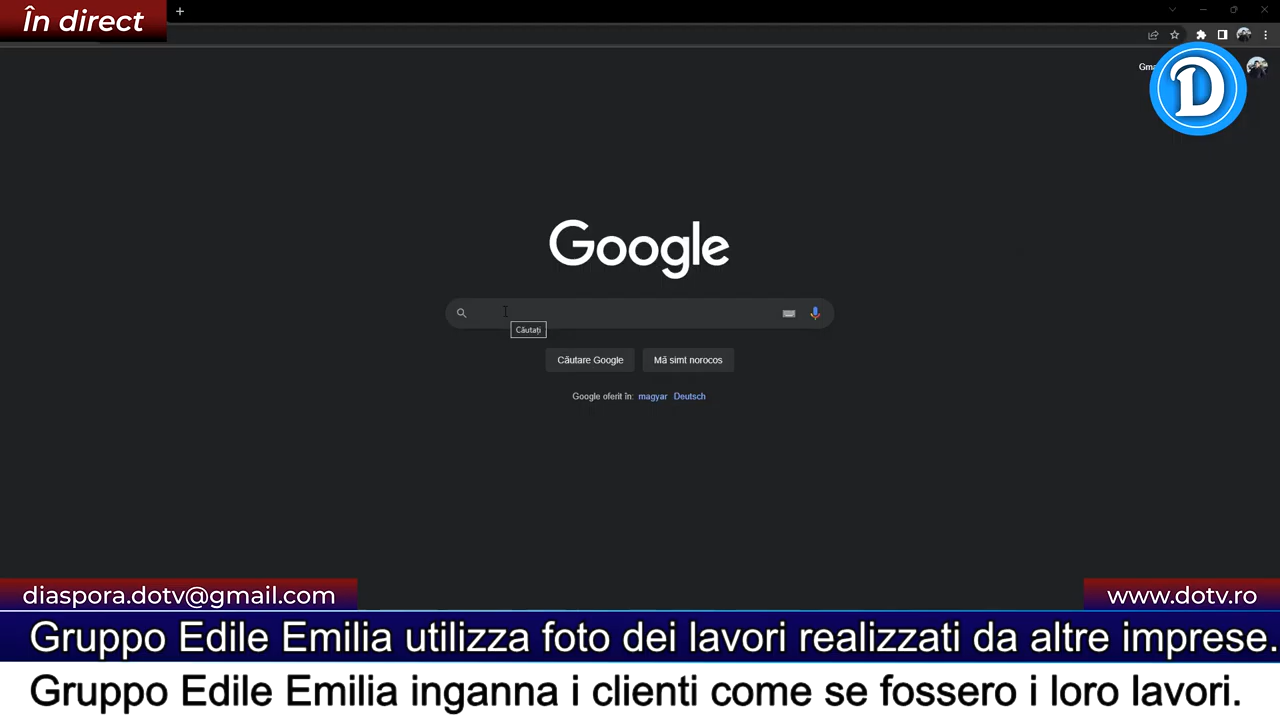 În direct
Gma
D
Google
Căutați
Căutare Google
Mă simt norocos
Google oferit în: magyar Deutsch
diaspora.dotv@gmail.com
www.dotv.ro
Gruppo Edile Emilia utilizza foto dei lavori realizzati da altre imprese.
Gruppo Edile Emilia inganna i clienti come se fossero i loro lavori.